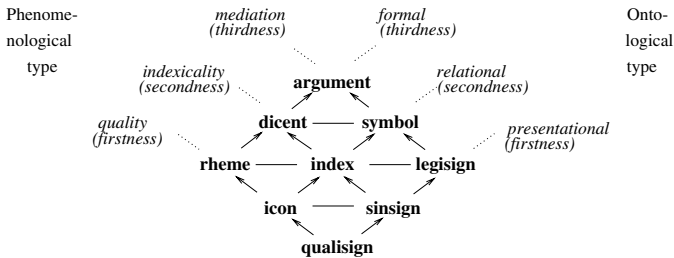 Phenome-
nological
type
mediation
(thirdness)
formal
(thirdness)
Onto-
logical
type
indexicality
(secondness)
argument
relational
(secondness)
quality
(firstness)
dicent
symbol
presentational
(firstness)
rheme
index
legisign
icon
sinsign
qualisign